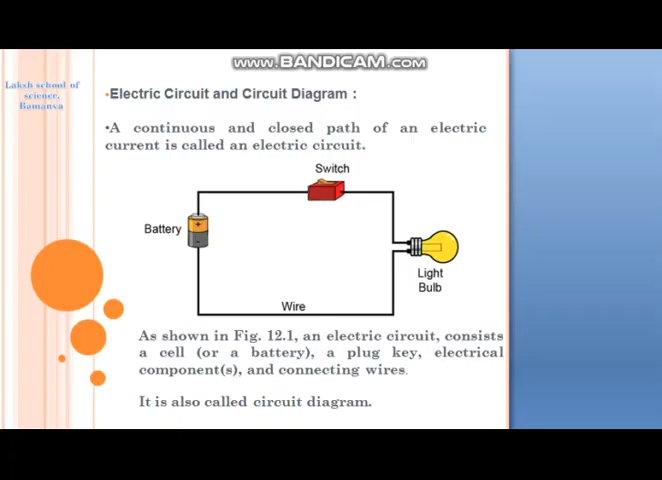 www.BANDICAM.com
Laksh school of
science,
Bamanva
•Electric Circuit and Circuit Diagram :
•A continuous and closed path of an electric
current is called an electric circuit.
Switch
Battery
+
-
Light
Bulb
Wire
As shown in Fig. 12.1, an electric circuit, consists
a cell (or a battery), a plug key, electrical
component(s), and connecting wires.
It is also called circuit diagram.